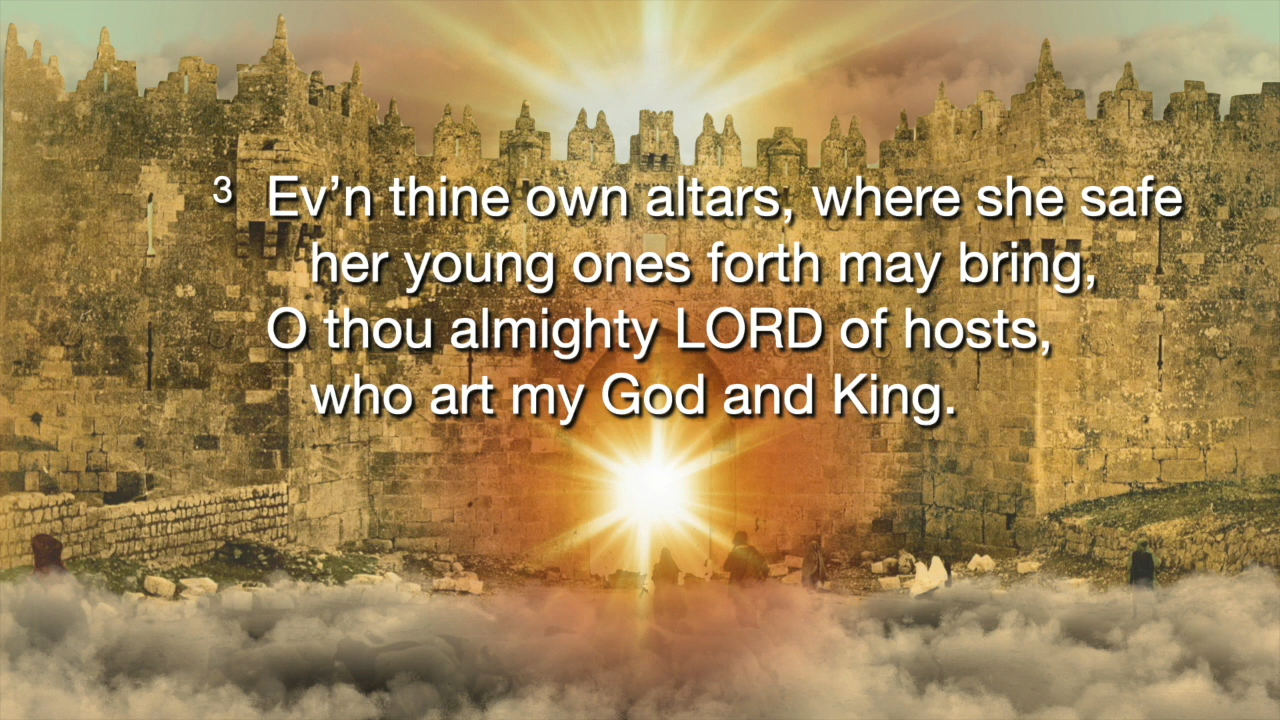 3 Ev’n thine own altars, where she safe
her young ones forth may bring,
O thou almighty LORD of hosts,
who art my God and King.